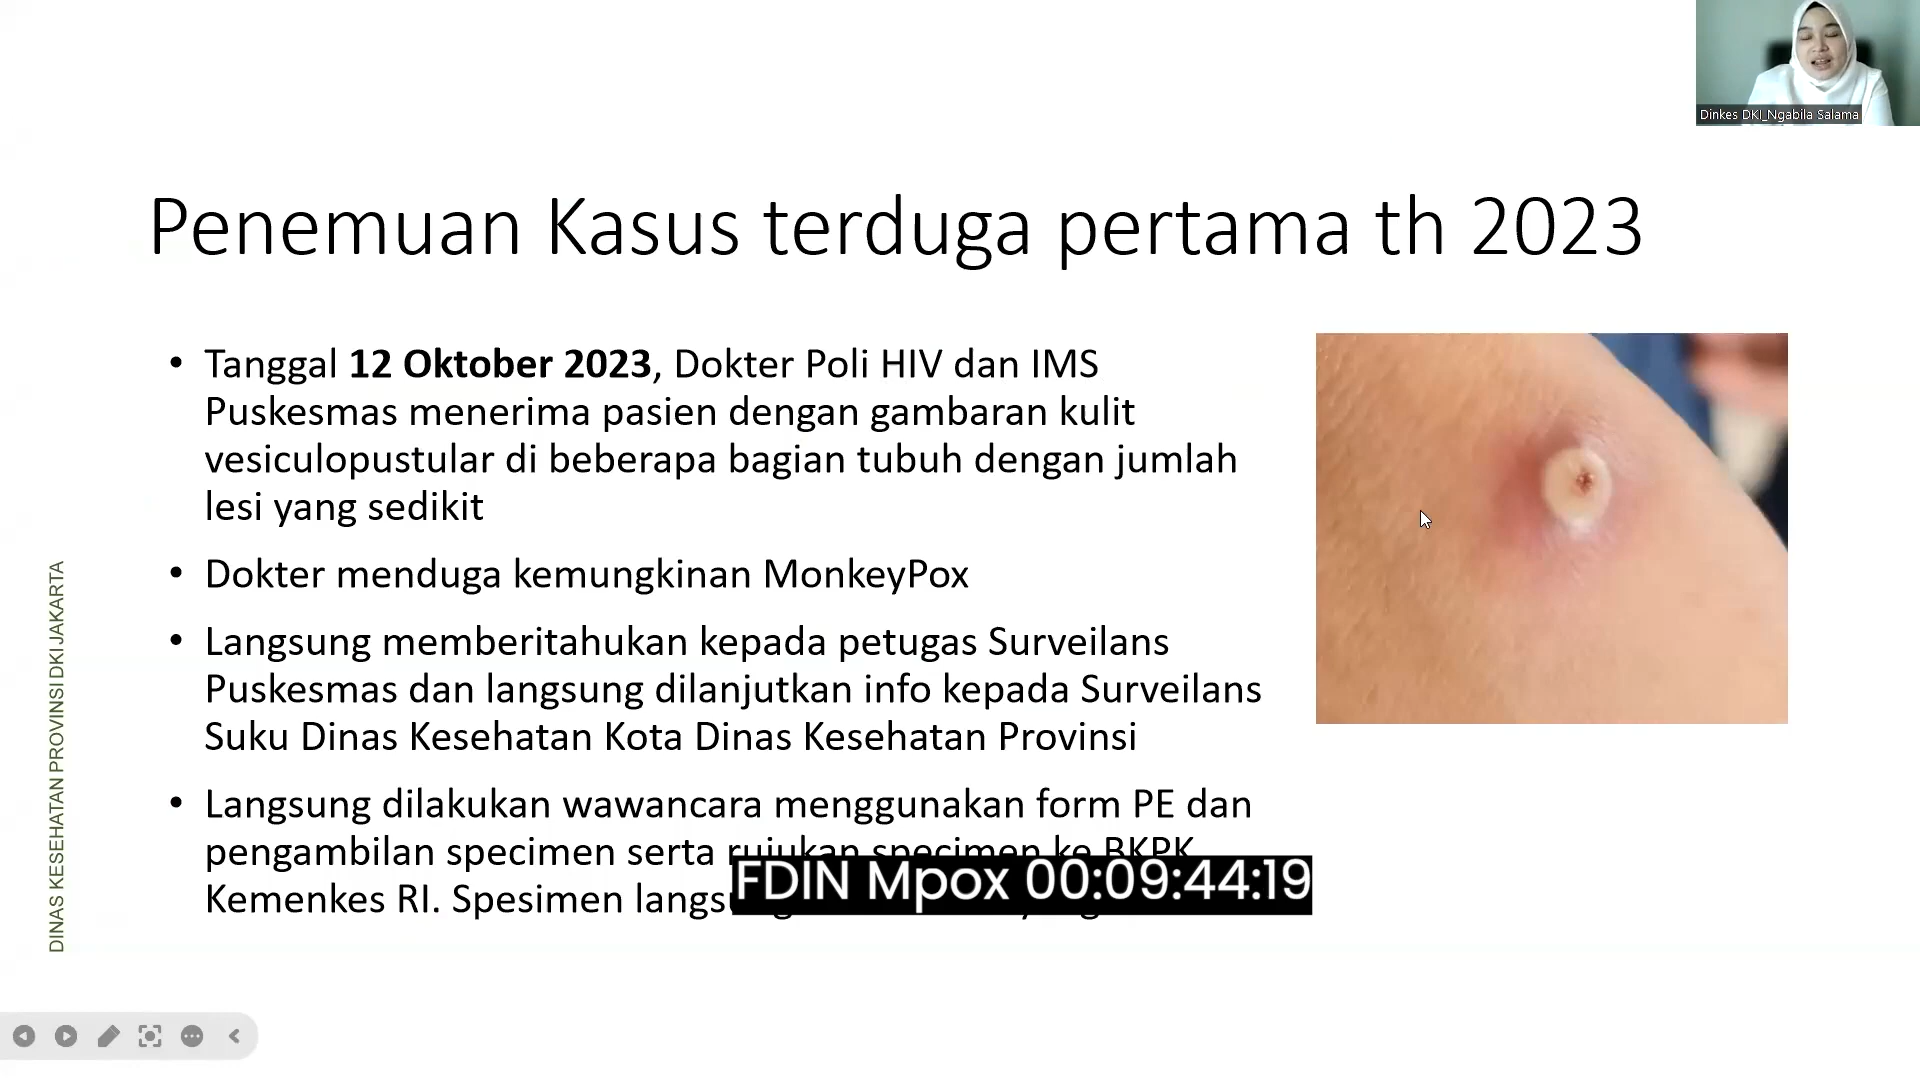 Dinkes DKI_Ngabila Salama
Penemuan Kasus terduga pertama th 2023
• Tanggal 12 Oktober 2023, Dokter Poli HIV dan IMS
Puskesmas menerima pasien dengan gambaran kulit
vesiculopustular di beberapa bagian tubuh dengan jumlah
lesi yang sedikit
• Dokter menduga kemungkinan MonkeyPox
• Langsung memberitahukan kepada petugas Surveilans
Puskesmas dan langsung dilanjutkan info kepada Surveilans
Suku Dinas Kesehatan Kota Dinas Kesehatan Provinsi
• Langsung dilakukan wawancara menggunakan form PE dan
pengambilan specimen serta rujukan specimen ke BKPK
Kemenkes RI. Spesimen
FDIN Mpox 00:09:44:19
DINAS KESEHATAN PROVINSI DKI JAKARTA